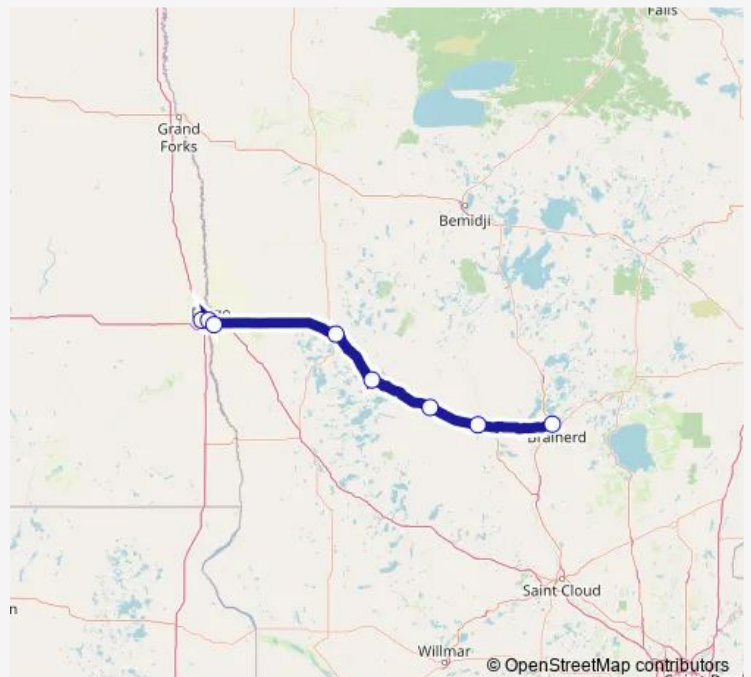 Falls
Grand
Forks
Bemidji
Brainerd
Saint Cloud
n
Willmar
© OpenStreetMap contributors